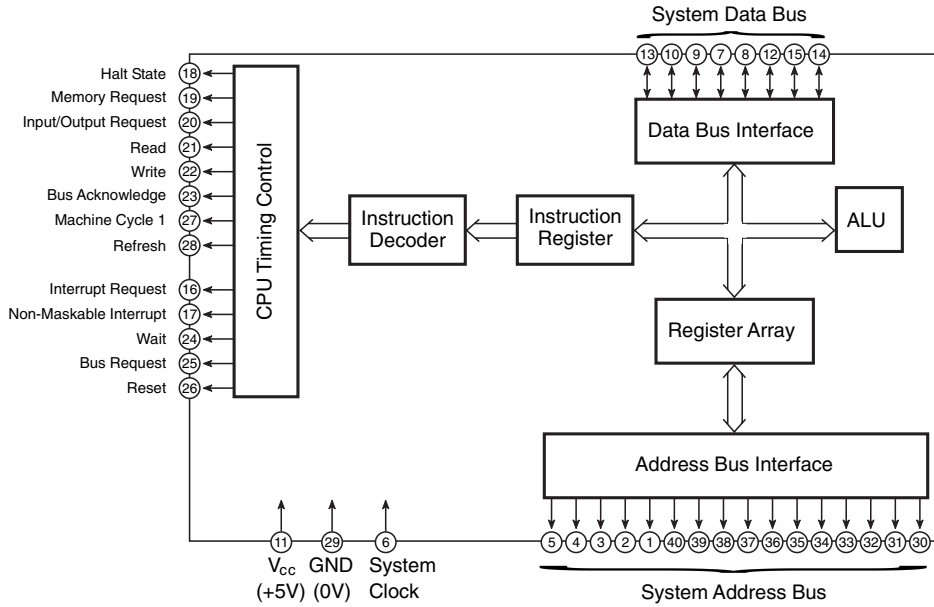 System Data Bus
13 10 9 7 8 12 15 14
Data Bus Interface
Halt State 18
Memory Request 19
Input/Output Request 20
Read 21
Write 22
Bus Acknowledge 23
Machine Cycle 1 27
Refresh 28
Interrupt Request 16
Non-Maskable Interrupt 17
Wait 24
Bus Request 25
Reset 26
CPU Timing Control
Instruction
Decoder
Instruction
Register
ALU
Register Array
Address Bus Interface
11 29 6
5 4 3 2 1 40 39 38 37 36 35 34 33 32 31 30
Vcc
(+5V)
GND
(0V)
System
Clock
System Address Bus